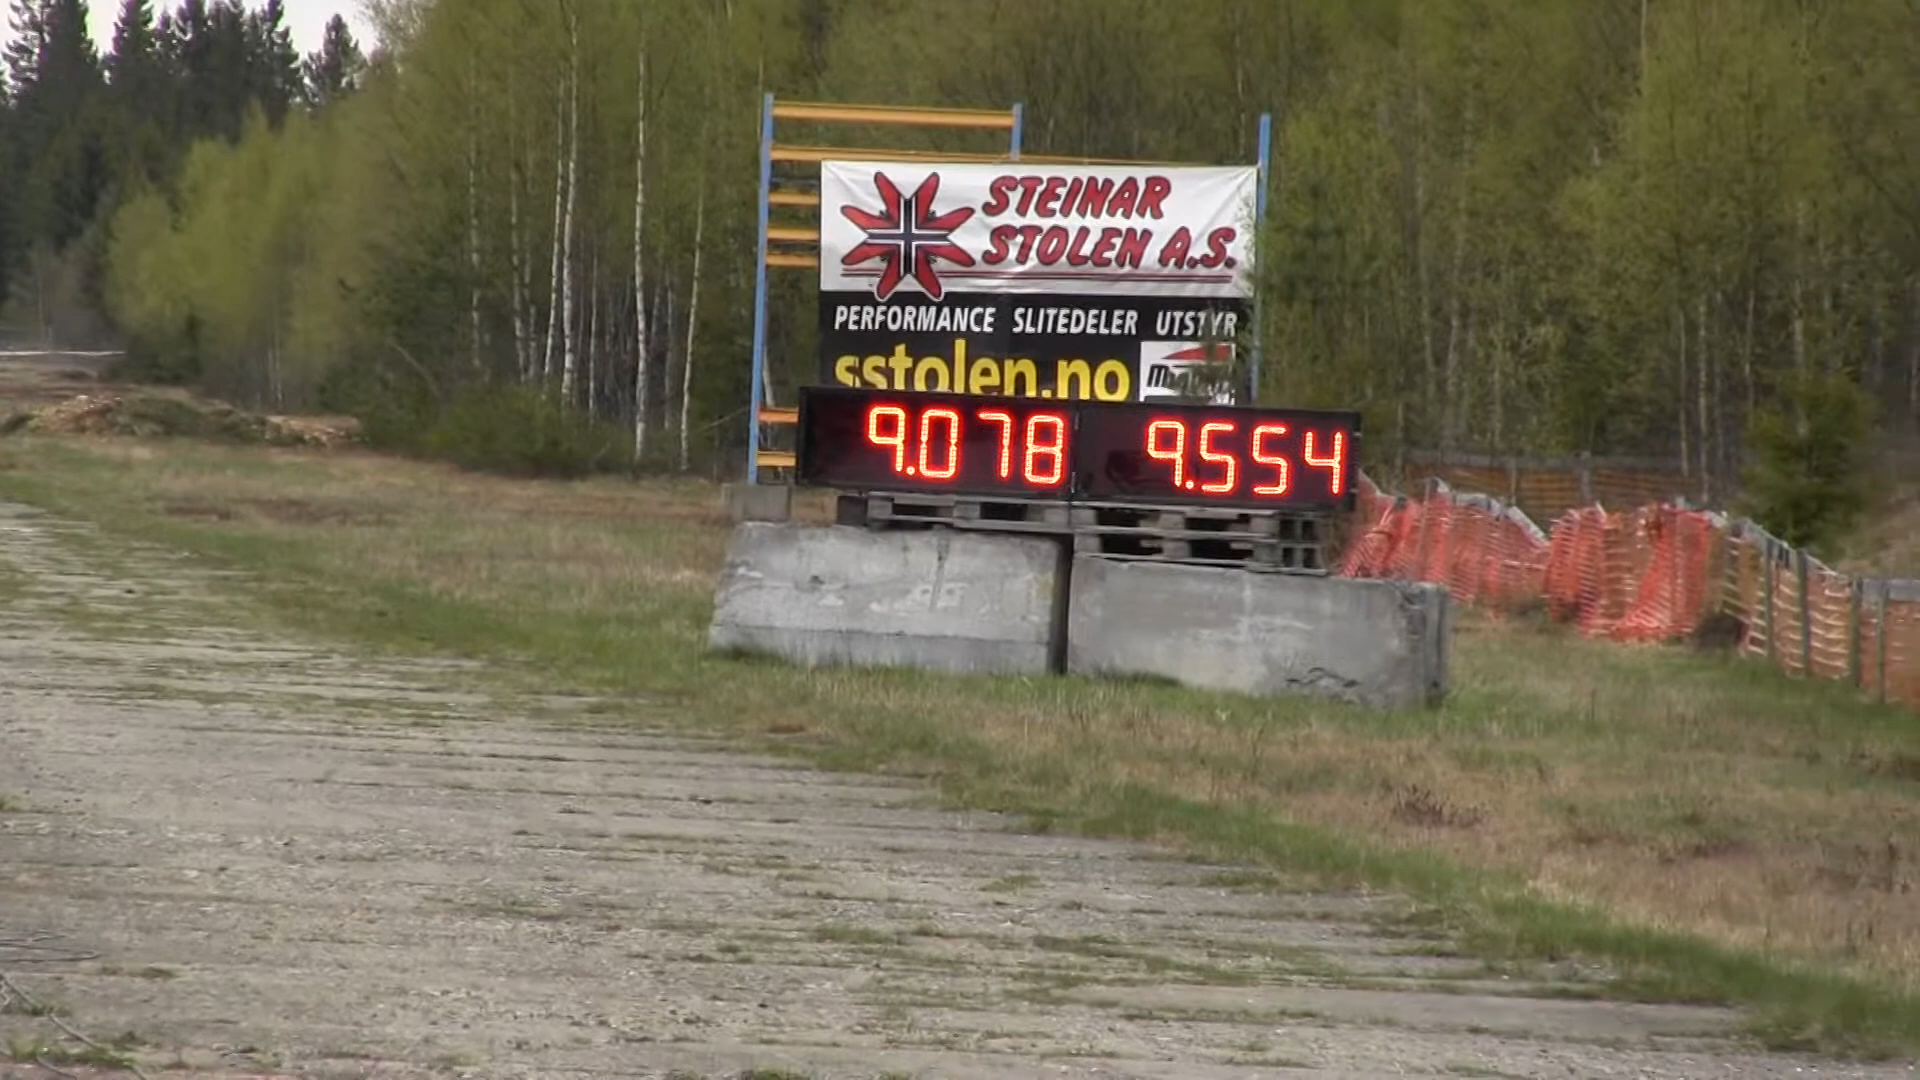 STEINAR
STOLEN A.S.
PERFORMANCE SLITEDELER UTSTYR
sstolen.no
9.078 9.554